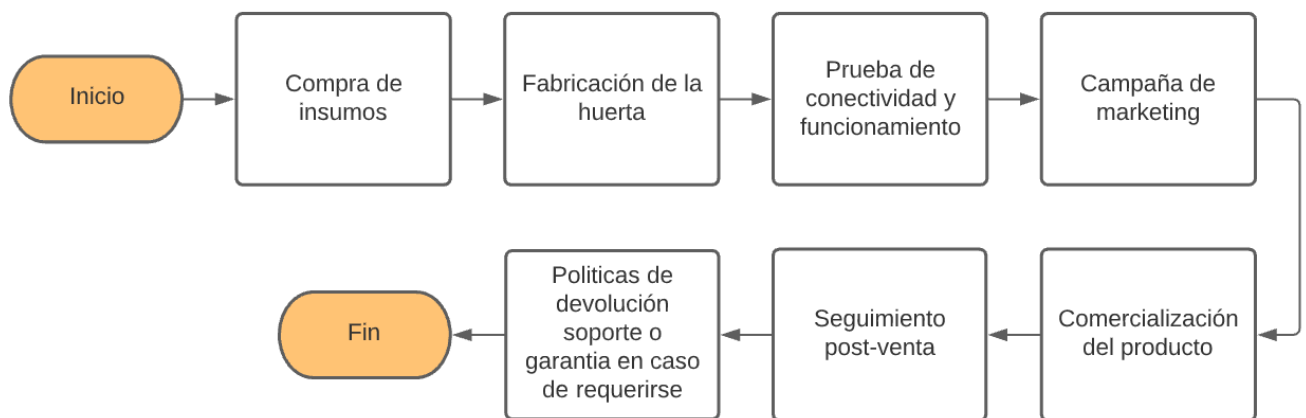 Inicio
Compra de
insumos
Fabricación de la
huerta
Prueba de
conectividad y
funcionamiento
Campaña de
marketing
Comercialización
del producto
Seguimiento
post-venta
Politicas de
devolución
soporte o
garantia en caso
de requerirse
Fin